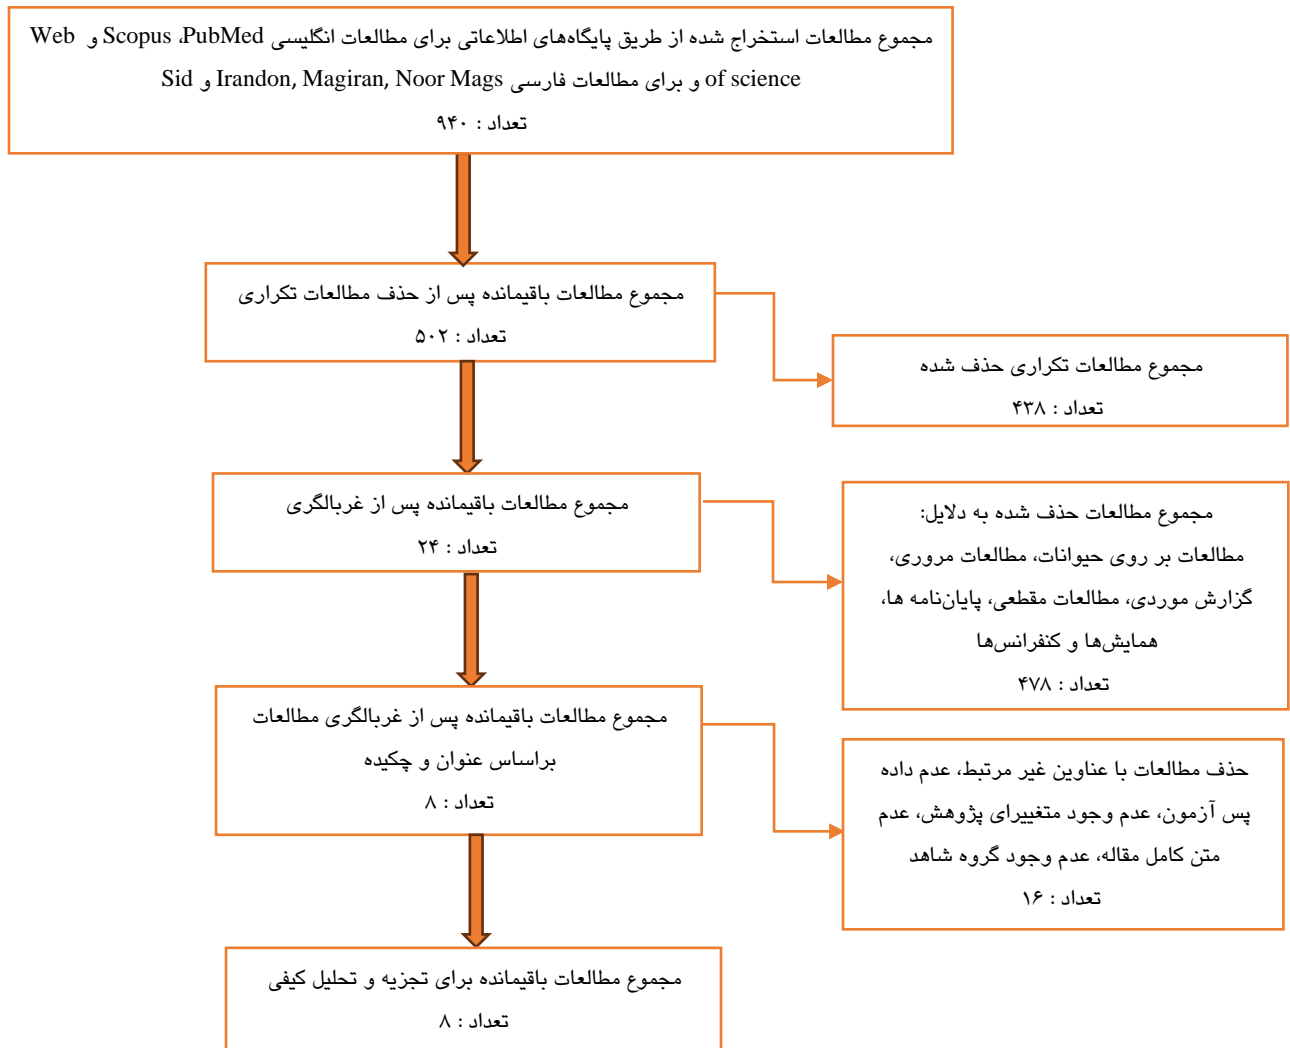 مجموع مطالعات استخراج شده از طریق پایگاه‌های اطلاعاتی برای مطالعات انگلیسی Scopus ،PubMed و Web
of science و برای مطالعات فارسی Irandon, Magiran, Noor Mags و Sid
تعداد : ۹۴۰
مجموع مطالعات باقیمانده پس از حذف مطالعات تکراری
تعداد : ۵۰۲
مجموع مطالعات تکراری حذف شده
تعداد : ۴۳۸
مجموع مطالعات باقیمانده پس از غربالگری
تعداد : ۲۴
مجموع مطالعات حذف شده به دلایل:
مطالعات بر روی حیوانات، مطالعات مروری،
گزارش موردی، مطالعات مقطعی، پایان‌نامه ها،
همایش‌ها و کنفرانس‌ها
تعداد : ۴۷۸
مجموع مطالعات باقیمانده پس از غربالگری مطالعات
براساس عنوان و چکیده
تعداد : ۸
حذف مطالعات با عناوین غیر مرتبط، عدم داده
پس آزمون، عدم وجود متغییرای پژوهش، عدم
متن کامل مقاله، عدم وجود گروه شاهد
تعداد : ۱۶
مجموع مطالعات باقیمانده برای تجزیه و تحلیل کیفی
تعداد : ۸